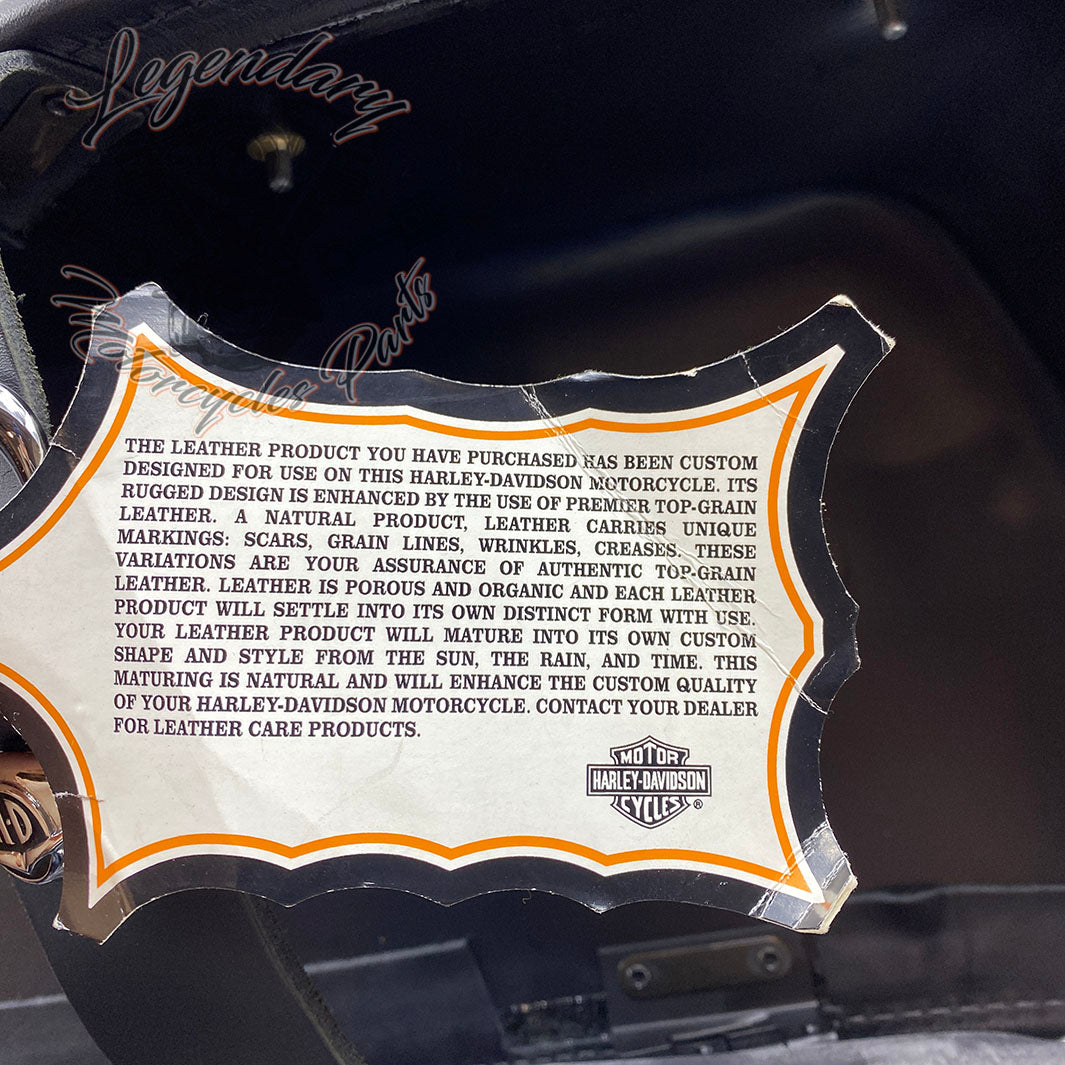 Legendary
Motorcycles Parts
THE LEATHER PRODUCT YOU HAVE PURCHASED HAS BEEN CUSTOM
DESIGNED FOR USE ON THIS HARLEY-DAVIDSON MOTORCYCLE. ITS
RUGGED DESIGN IS ENHANCED BY THE USE OF PREMIER TOP-GRAIN
LEATHER. A NATURAL PRODUCT, LEATHER CARRIES UNIQUE
MARKINGS: SCARS, GRAIN LINES, WRINKLES, CREASES. THESE
VARIATIONS ARE YOUR ASSURANCE OF AUTHENTIC TOP-GRAIN
LEATHER. LEATHER IS POROUS AND ORGANIC AND EACH LEATHER
PRODUCT WILL SETTLE INTO ITS OWN DISTINCT FORM WITH USE.
YOUR LEATHER PRODUCT WILL MATURE INTO ITS OWN CUSTOM
SHAPE AND STYLE FROM THE SUN, THE RAIN, AND TIME. THIS
MATURING IS NATURAL AND WILL ENHANCE THE CUSTOM QUALITY
OF YOUR HARLEY-DAVIDSON MOTORCYCLE. CONTACT YOUR DEALER
FOR LEATHER CARE PRODUCTS.
MOTOR
HARLEY-DAVIDSON
CYCLES ®